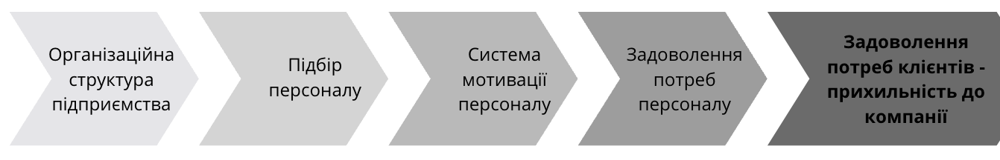 Організаційна
структура
підприємства
Підбір
персоналу
Система
мотивації
персоналу
Задоволення
потреб
персоналу
Задоволення
потреб клієнтів -
прихильність до
компанії